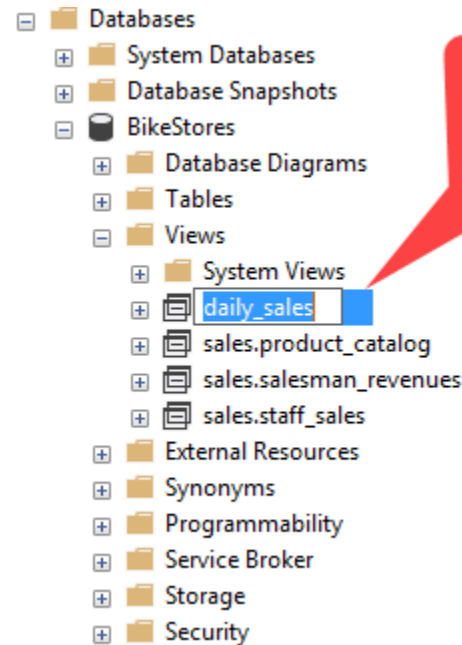 Databases
System Databases
Database Snapshots
BikeStores
Database Diagrams
Tables
Views
System Views
daily_sales
sales.product_catalog
sales.salesman_revenues
sales.staff_sales
External Resources
Synonyms
Programmability
Service Broker
Storage
Security